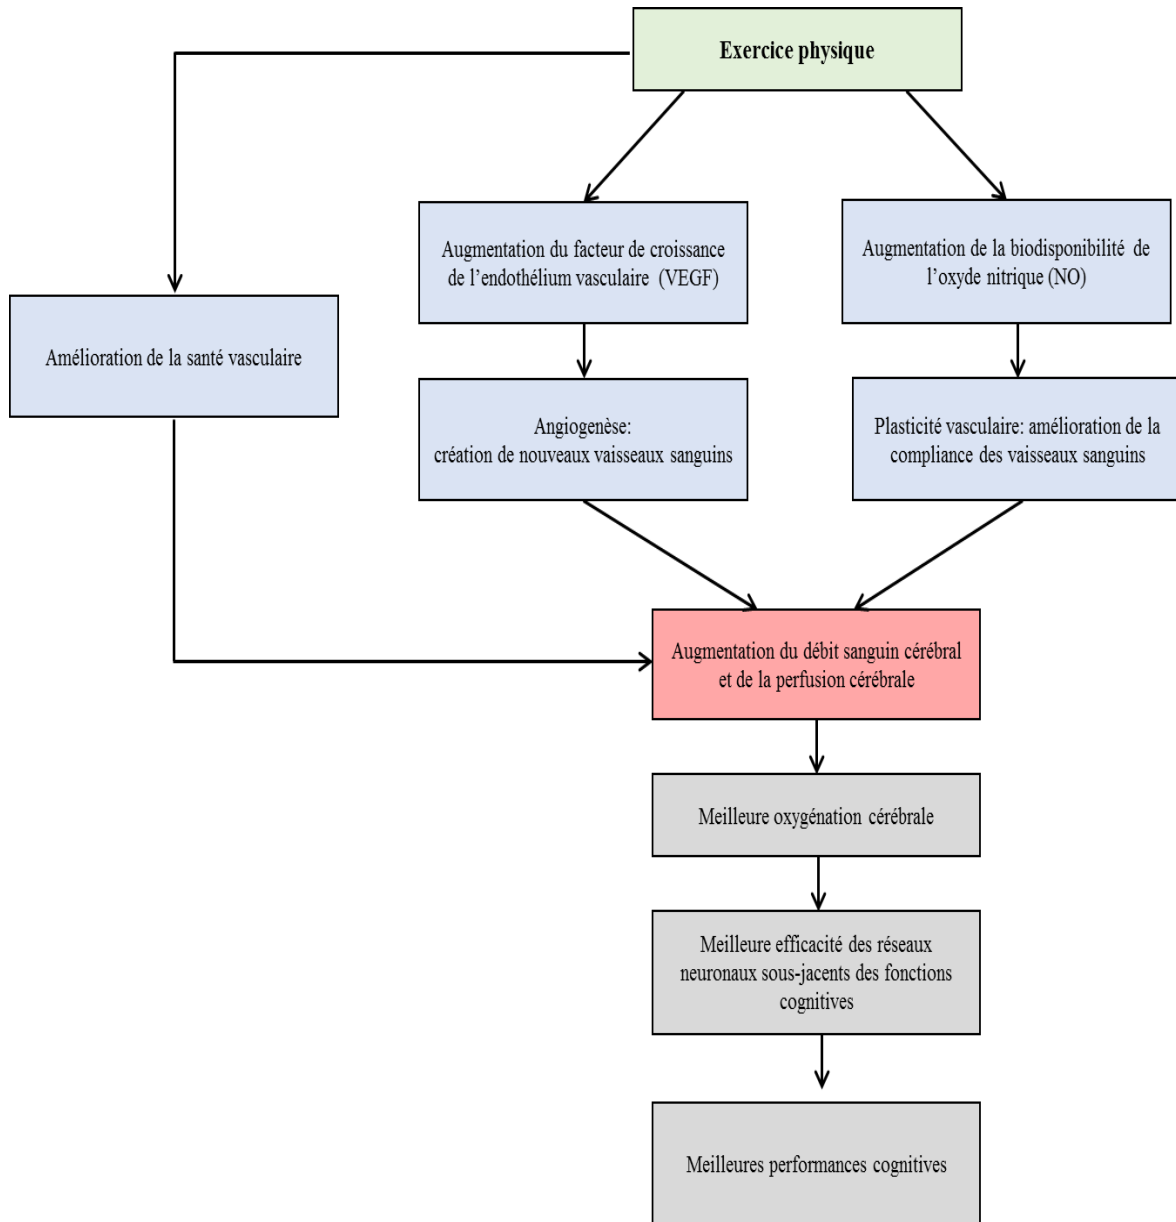 Exercice physique
Augmentation du facteur de croissance
de l’endothélium vasculaire (VEGF)
Augmentation de la biodisponibilité de
l’oxyde nitrique (NO)
Amélioration de la santé vasculaire
Angiogenèse:
création de nouveaux vaisseaux sanguins
Plasticité vasculaire: amélioration de la
compliance des vaisseaux sanguins
Augmentation du débit sanguin cérébral
et de la perfusion cérébrale
Meilleure oxygénation cérébrale
Meilleure efficacité des réseaux
neuronaux sous-jacents des fonctions
cognitives
Meilleures performances cognitives